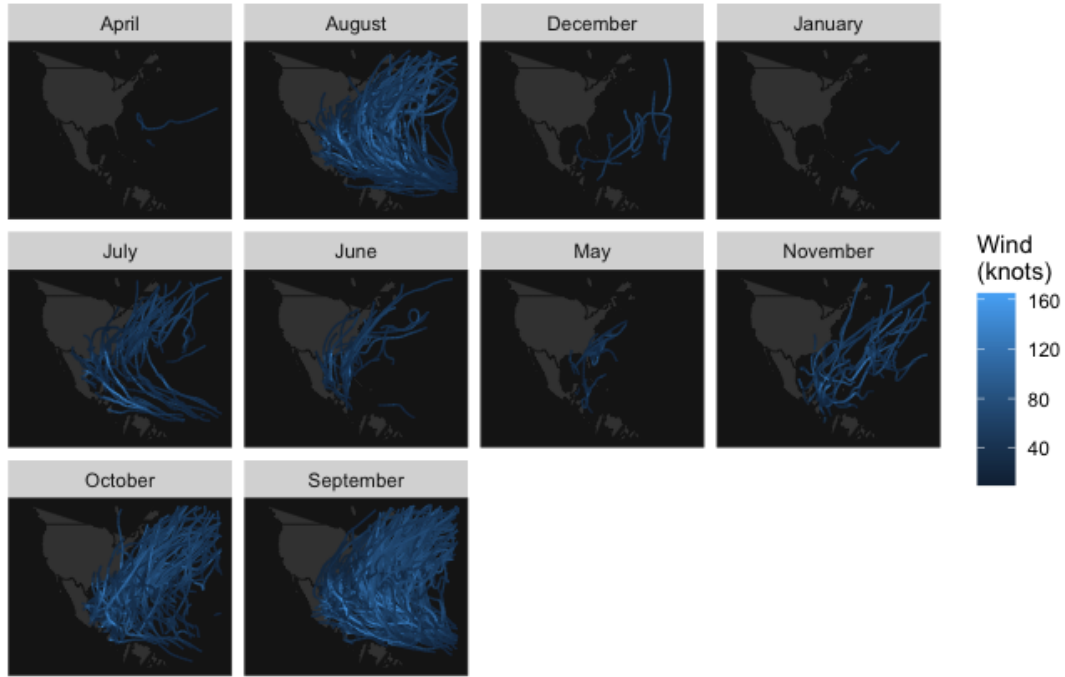 April
August
December
January
July
June
May
November
October
September
Wind
(knots)
160
120
80
40